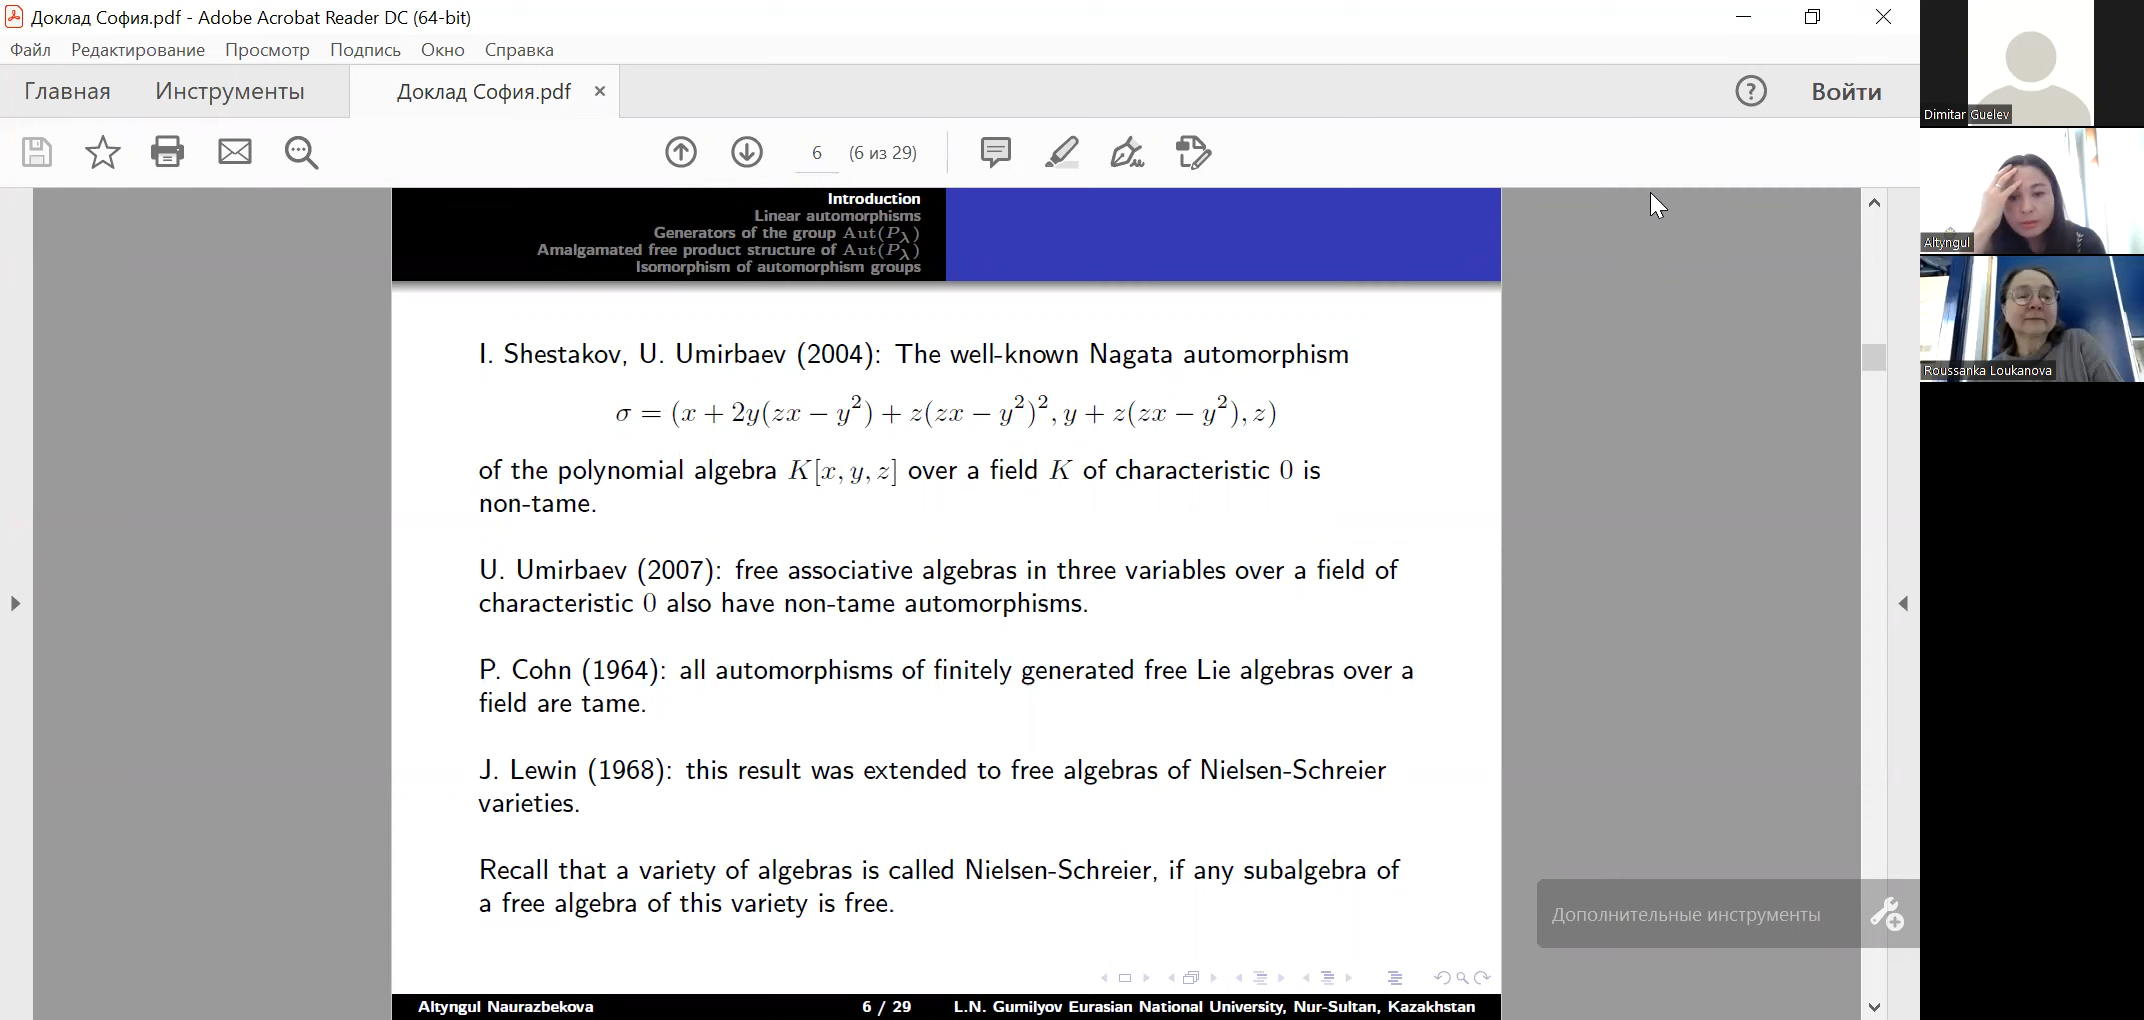 Доклад София.pdf - Adobe Acrobat Reader DC (64-bit)
Файл Редактирование Просмотр Подпись Окно Справка
Главная Инструменты Доклад София.pdf × Войти
6 (6 из 29)
Introduction
Linear automorphisms
Generators of the group Aut(P_λ)
Amalgamated free product structure of Aut(P_λ)
Isomorphism of automorphism groups
I. Shestakov, U. Umirbaev (2004): The well-known Nagata automorphism
σ = (x + 2y(zx − y²) + z(zx − y²)², y + z(zx − y²), z)
of the polynomial algebra K[x, y, z] over a field K of characteristic 0 is
non-tame.
U. Umirbaev (2007): free associative algebras in three variables over a field of
characteristic 0 also have non-tame automorphisms.
P. Cohn (1964): all automorphisms of finitely generated free Lie algebras over a
field are tame.
J. Lewin (1968): this result was extended to free algebras of Nielsen-Schreier
varieties.
Recall that a variety of algebras is called Nielsen-Schreier, if any subalgebra of
a free algebra of this variety is free.
Дополнительные инструменты
Altyngul Naurazbekova 6 / 29 L.N. Gumilyov Eurasian National University, Nur-Sultan, Kazakhstan
Dimitar Guelev
Altyngul
Roussanka Loukanova